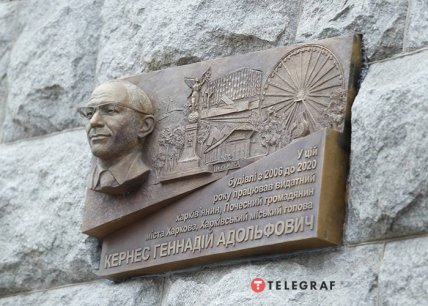 У цій
будівлі з 2006 до 2020
року працював видатний
харків'янин, Почесний громадянин
міста Харкова, Харківський міський голова
КЕРНЕС ГЕННАДІЙ АДОЛЬФОВИЧ
TELEGRAF